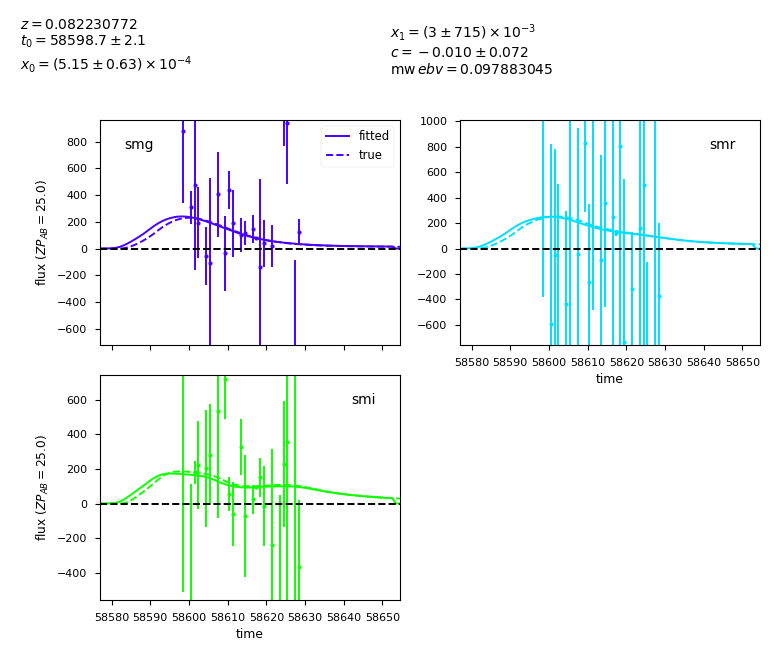 z = 0.082230772
t₀ = 58598.7 ± 2.1
x₀ = (5.15 ± 0.63) × 10⁻⁴
x₁ = (3 ± 715) × 10⁻³
c = −0.010 ± 0.072
mw ebv = 0.097883045
smg
fitted
true
800
600
400
200
0
−200
−400
−600
flux (ZP_AB = 25.0)
smr
1000
800
600
400
200
0
−200
−400
−600
58580 58590 58600 58610 58620 58630 58640 58650
time
smi
600
400
200
0
−200
−400
flux (ZP_AB = 25.0)
58580 58590 58600 58610 58620 58630 58640 58650
time